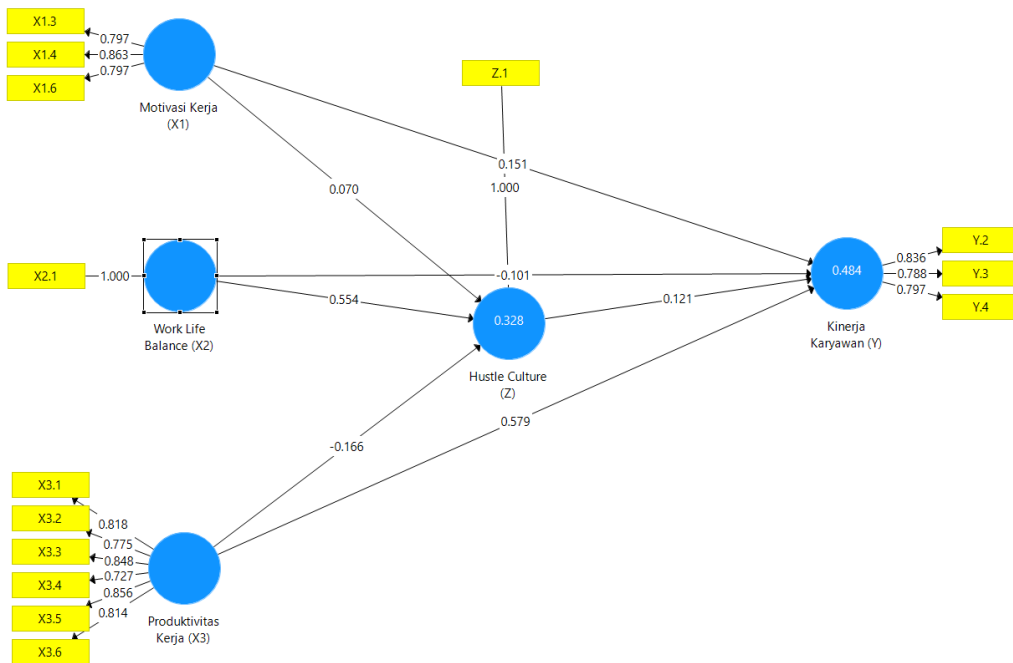 X1.3
X1.4
X1.6
0.797
0.863
0.797
Motivasi Kerja
(X1)
Z.1
0.151
1.000
0.070
X2.1
1.000
Work Life
Balance (X2)
-0.101
0.554
0.328
Hustle Culture
(Z)
0.121
0.484
Kinerja
Karyawan (Y)
Y.2
Y.3
Y.4
0.836
0.788
0.797
0.579
-0.166
X3.1
X3.2
X3.3
X3.4
X3.5
X3.6
0.818
0.775
0.848
0.727
0.856
0.814
Produktivitas
Kerja (X3)